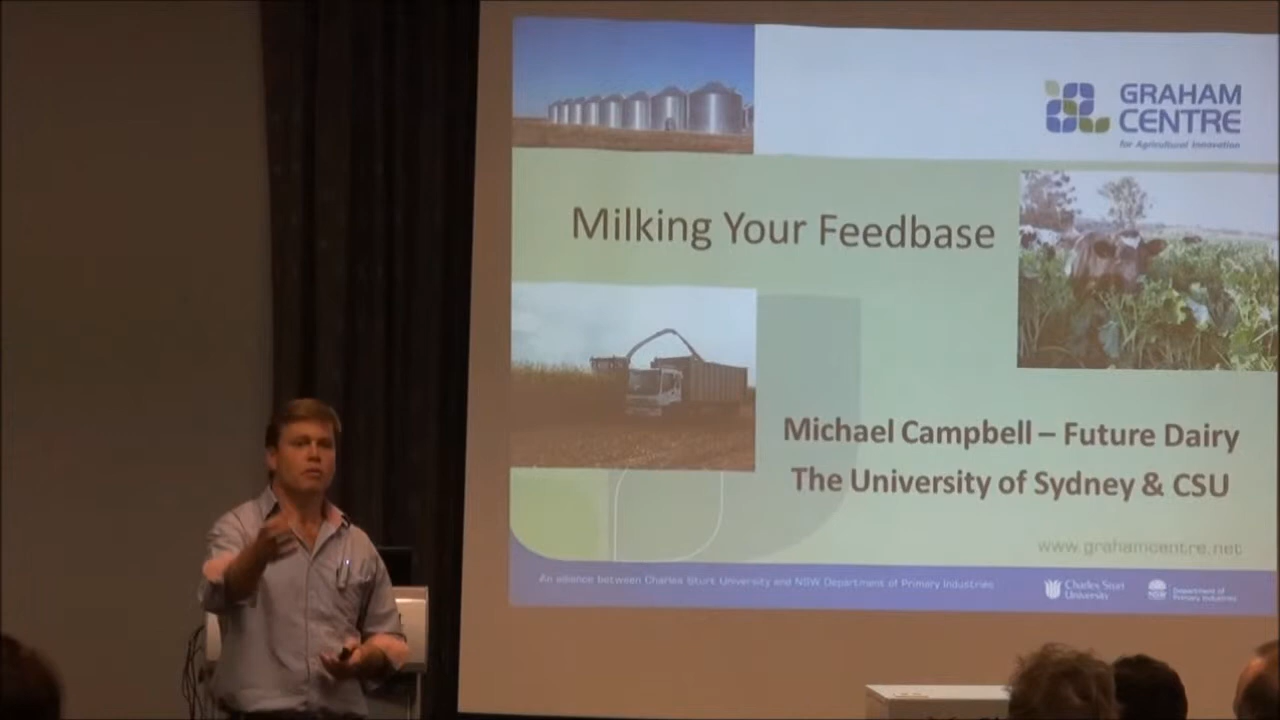 GRAHAM
CENTRE
for Agricultural Innovation
Milking Your Feedbase
Michael Campbell – Future Dairy
The University of Sydney & CSU
www.grahamcentre.net
An alliance between Charles Sturt University and NSW Department of Primary Industries
Charles Sturt
University
NSW
Department of
Primary Industries